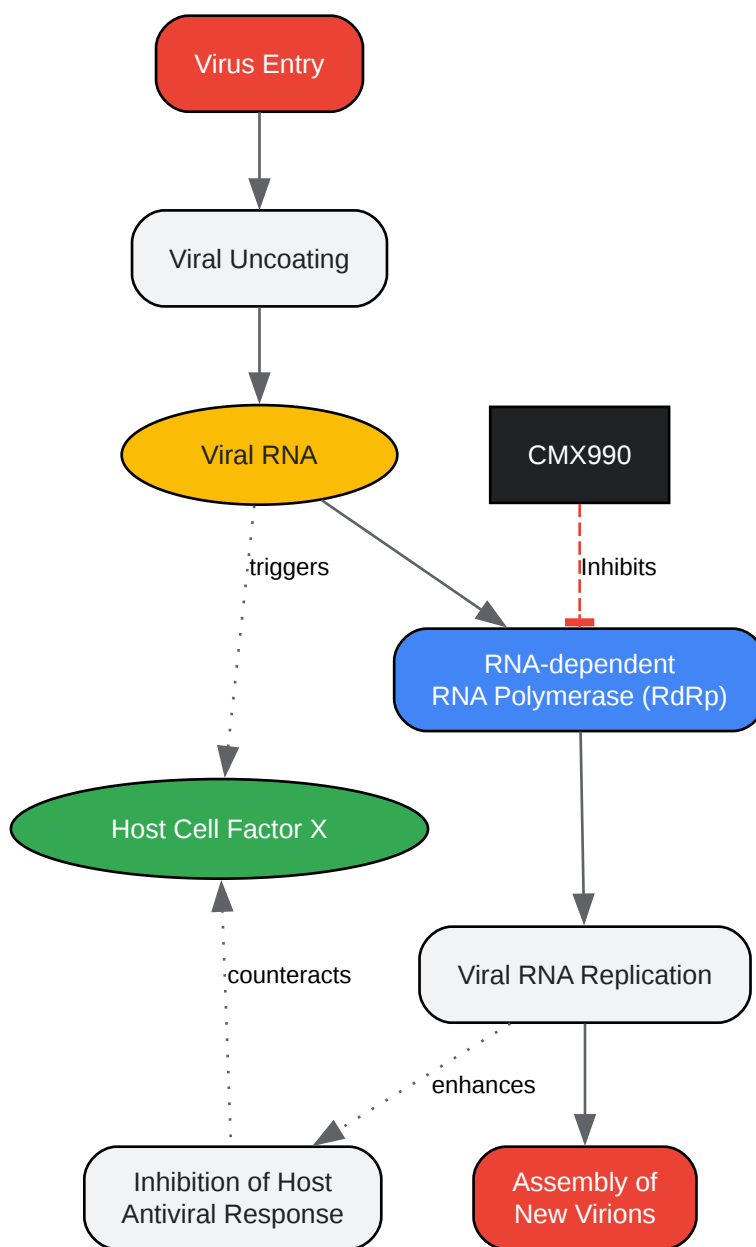 Virus Entry
Viral Uncoating
Viral RNA
CMX990
triggers
Inhibits
RNA-dependent
RNA Polymerase (RdRp)
Host Cell Factor X
Viral RNA Replication
counteracts
enhances
Inhibition of Host
Antiviral Response
Assembly of
New Virions